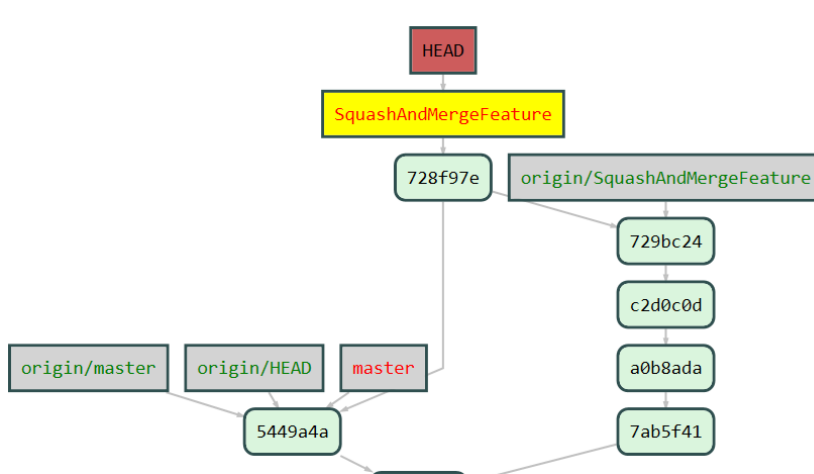 HEAD
SquashAndMergeFeature
728f97e
origin/SquashAndMergeFeature
729bc24
c2d0c0d
origin/master
origin/HEAD
master
a0b8ada
5449a4a
7ab5f41